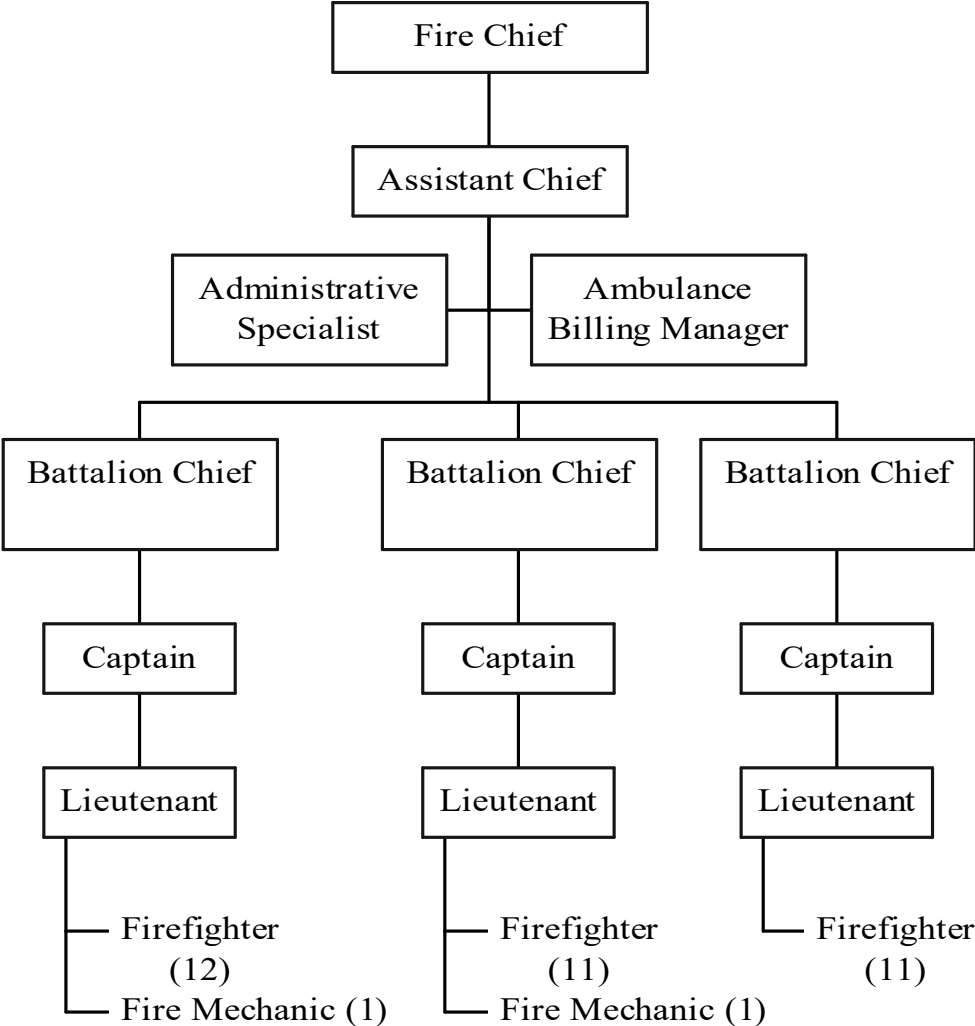 Fire Chief
Assistant Chief
Administrative
Specialist
Ambulance
Billing Manager
Battalion Chief
Battalion Chief
Battalion Chief
Captain
Captain
Captain
Lieutenant
Lieutenant
Lieutenant
Firefighter
(12)
Fire Mechanic (1)
Firefighter
(11)
Fire Mechanic (1)
Firefighter
(11)